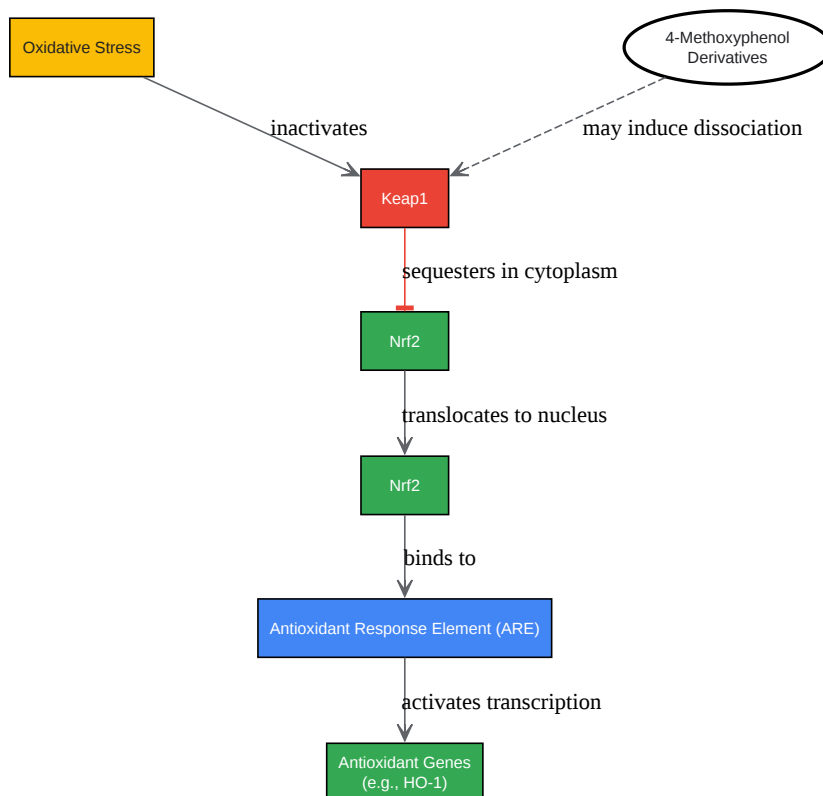 Oxidative Stress
4-Methoxyphenol
Derivatives
inactivates
may induce dissociation
Keap1
sequesters in cytoplasm
Nrf2
translocates to nucleus
Nrf2
binds to
Antioxidant Response Element (ARE)
activates transcription
Antioxidant Genes
(e.g., HO-1)